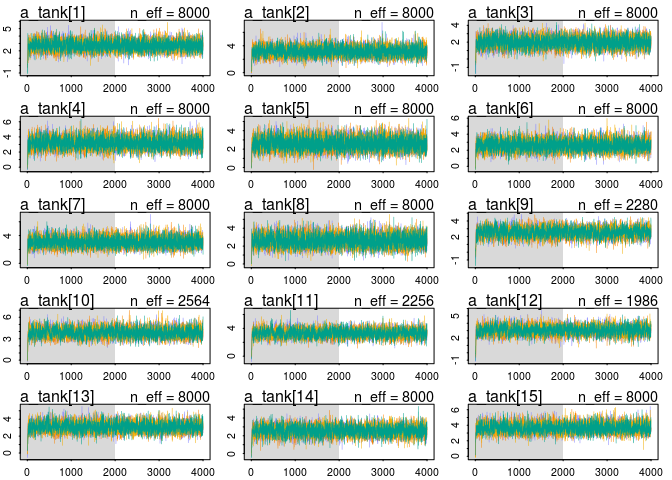 a_tank[1] n_eff = 8000 a_tank[2] n_eff = 8000 a_tank[3] n_eff = 8000
-1 2 5 0 4 0 2 4
0 1000 2000 3000 4000 0 1000 2000 3000 4000 0 1000 2000 3000 4000
a_tank[4] n_eff = 8000 a_tank[5] n_eff = 8000 a_tank[6] n_eff = 8000
0 2 4 6 0 2 4 0 2 4 6
0 1000 2000 3000 4000 0 1000 2000 3000 4000 0 1000 2000 3000 4000
a_tank[7] n_eff = 8000 a_tank[8] n_eff = 8000 a_tank[9] n_eff = 2280
0 4 0 2 4 -1 2 4
0 1000 2000 3000 4000 0 1000 2000 3000 4000 0 1000 2000 3000 4000
a_tank[10] n_eff = 2564 a_tank[11] n_eff = 2256 a_tank[12] n_eff = 1986
0 3 6 0 4 -1 2 5
0 1000 2000 3000 4000 0 1000 2000 3000 4000 0 1000 2000 3000 4000
a_tank[13] n_eff = 8000 a_tank[14] n_eff = 8000 a_tank[15] n_eff = 8000
0 2 4 0 2 4 0 2 4 6
0 1000 2000 3000 4000 0 1000 2000 3000 4000 0 1000 2000 3000 4000